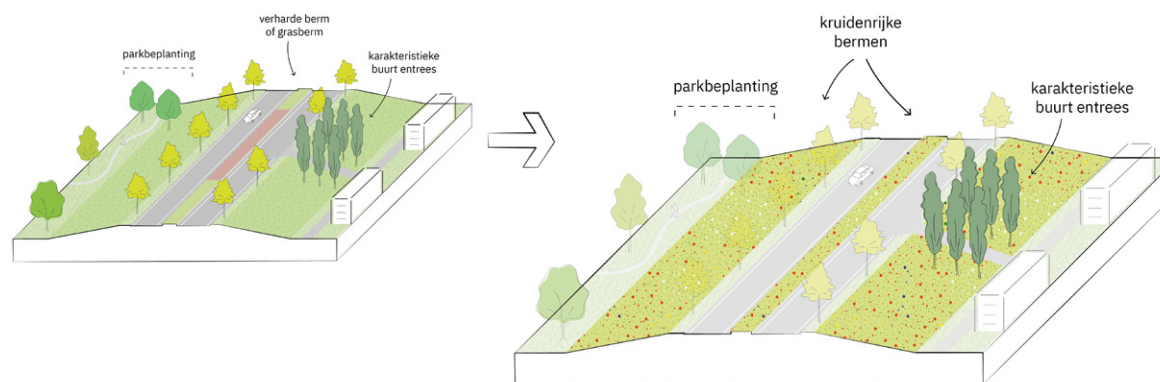 verharde berm
of grasberm
parkbeplanting
karakteristieke
buurt entrees
kruidenrijke
bermen
parkbeplanting
karakteristieke
buurt entrees